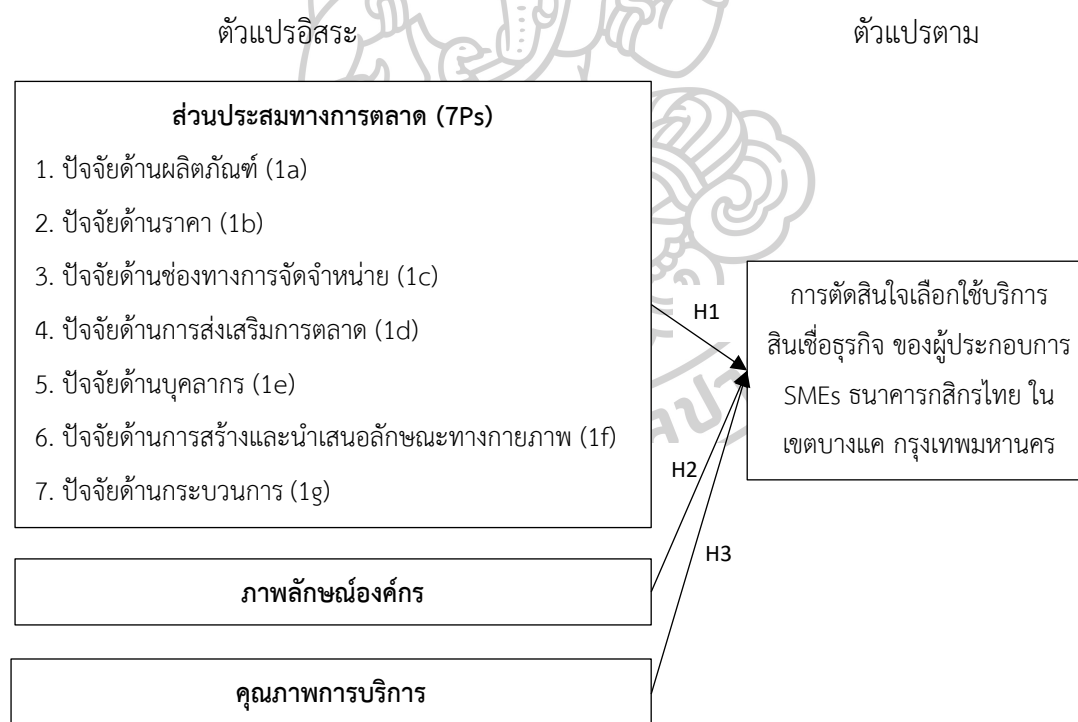 ตัวแปรอิสระ
ตัวแปรตาม
ส่วนประสมทางการตลาด (7Ps)
1. ปัจจัยด้านผลิตภัณฑ์ (1a)
2. ปัจจัยด้านราคา (1b)
3. ปัจจัยด้านช่องทางการจัดจำหน่าย (1c)
4. ปัจจัยด้านการส่งเสริมการตลาด (1d)
5. ปัจจัยด้านบุคลากร (1e)
6. ปัจจัยด้านการสร้างและนำเสนอลักษณะทางกายภาพ (1f)
7. ปัจจัยด้านกระบวนการ (1g)
H1
การตัดสินใจเลือกใช้บริการ
สินเชื่อธุรกิจ ของผู้ประกอบการ
SMEs ธนาคารกสิกรไทย ใน
เขตบางแค กรุงเทพมหานคร
H2
H3
ภาพลักษณ์องค์กร
คุณภาพการบริการ